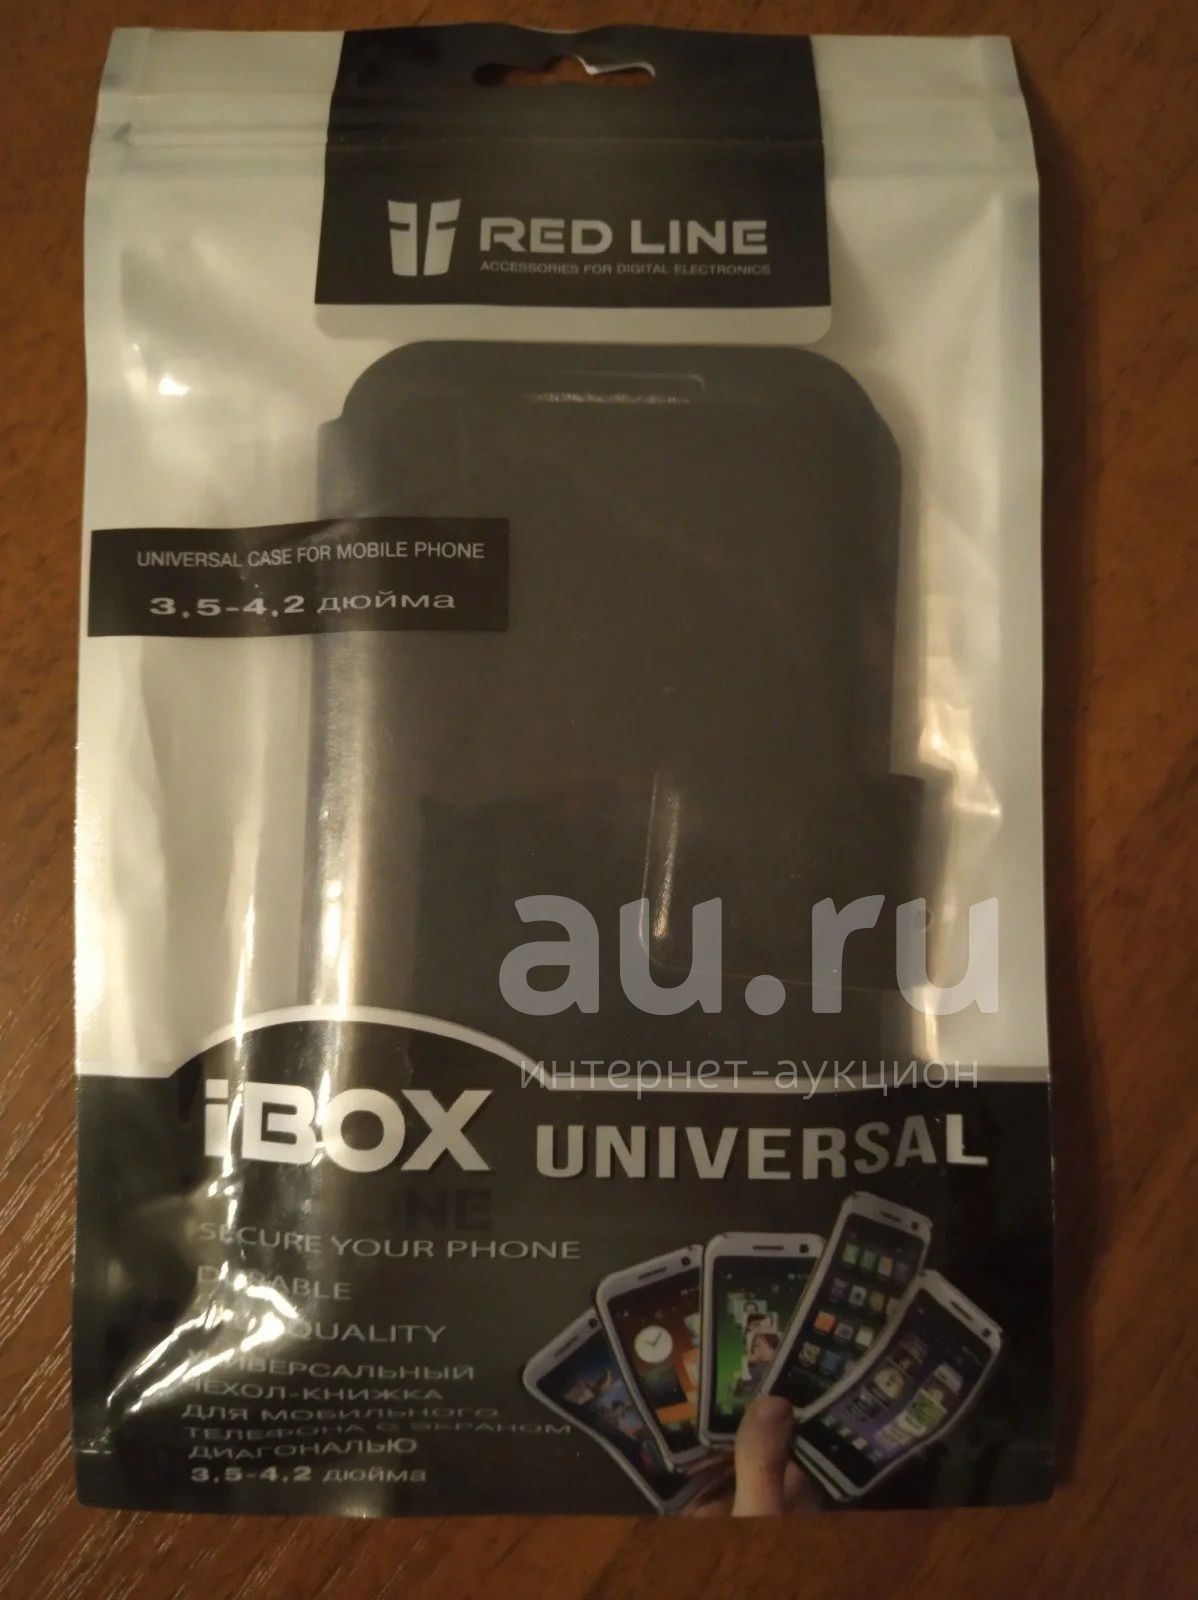 RED LINE
ACCESSORIES FOR DIGITAL ELECTRONICS
UNIVERSAL CASE FOR MOBILE PHONE
3,5-4,2 дюйма
au.ru
интернет-аукцион
iBOX UNIVERSAL
SECURE YOUR PHONE
DURABLE
QUALITY
УНИВЕРСАЛЬНЫЙ
ЧЕХОЛ-КНИЖКА
ДЛЯ МОБИЛЬНОГО
ТЕЛЕФОНА С ЭКРАНОМ
ДИАГОНАЛЬЮ
3,5-4,2 дюйма